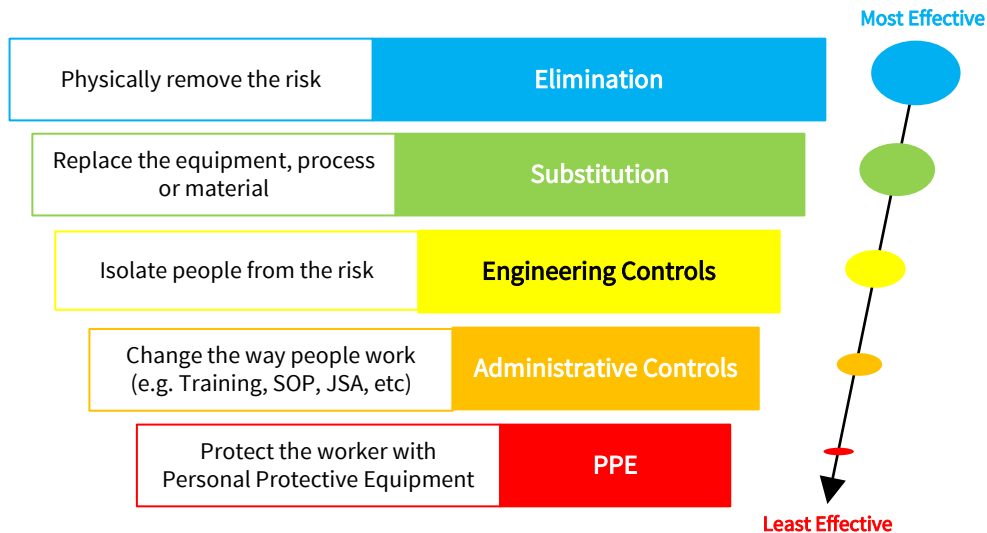 Most Effective
Physically remove the risk
Elimination
Replace the equipment, process
or material
Substitution
Isolate people from the risk
Engineering Controls
Change the way people work
(e.g. Training, SOP, JSA, etc)
Administrative Controls
Protect the worker with
Personal Protective Equipment
PPE
Least Effective